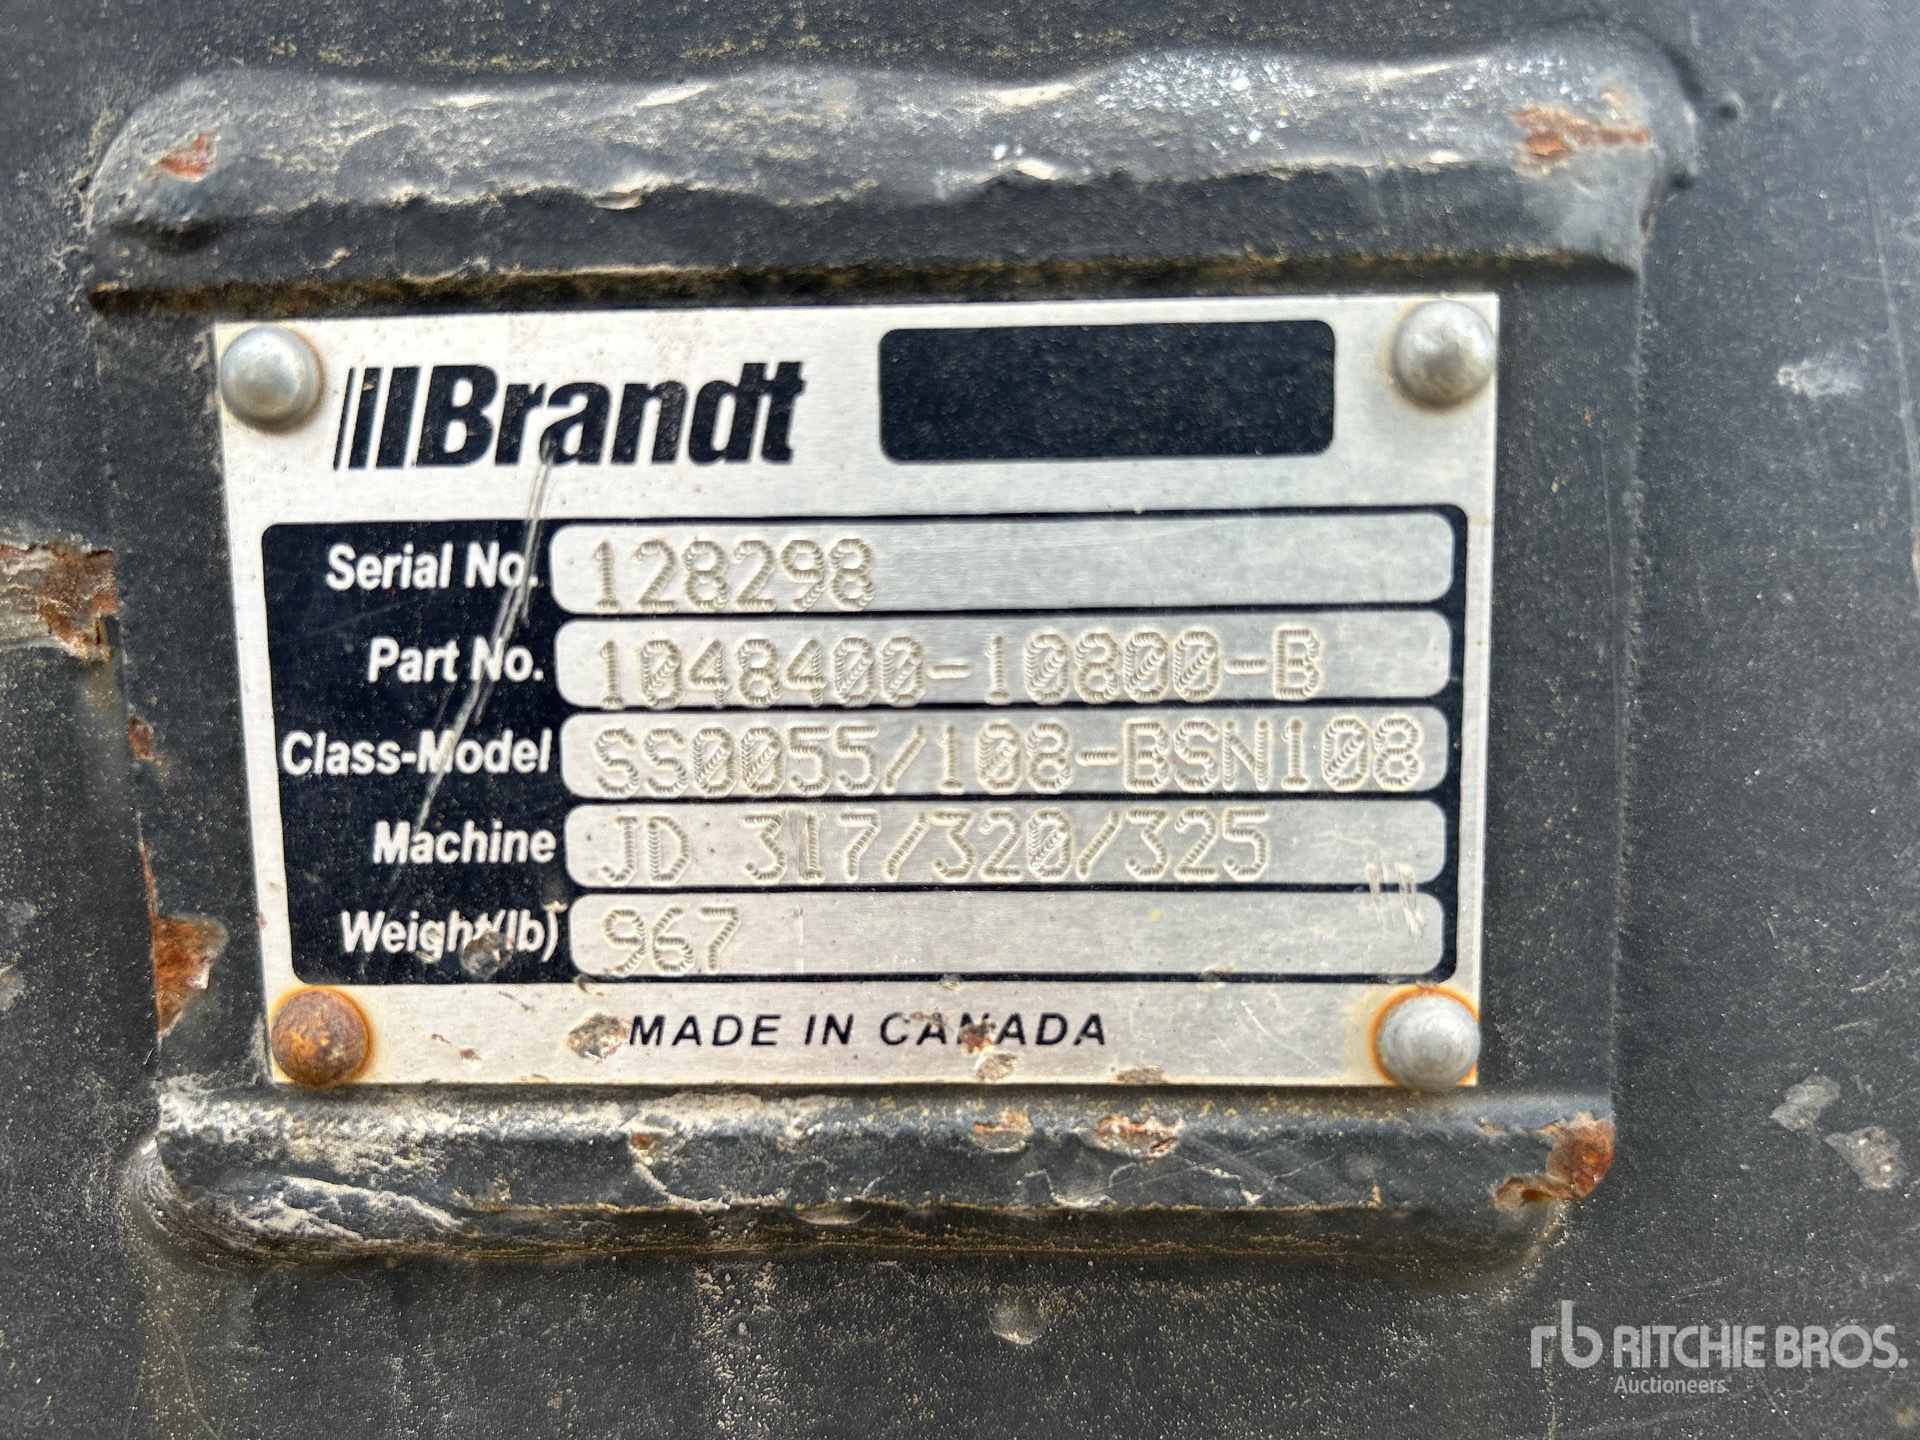 Brandt
Serial No. 128298
Part No. 1048400-10800-B
Class-Model SS0055/108-BSN108
Machine JD 317/320/325
Weight(lb) 967
MADE IN CANADA
rb RITCHIE BROS.
Auctioneers